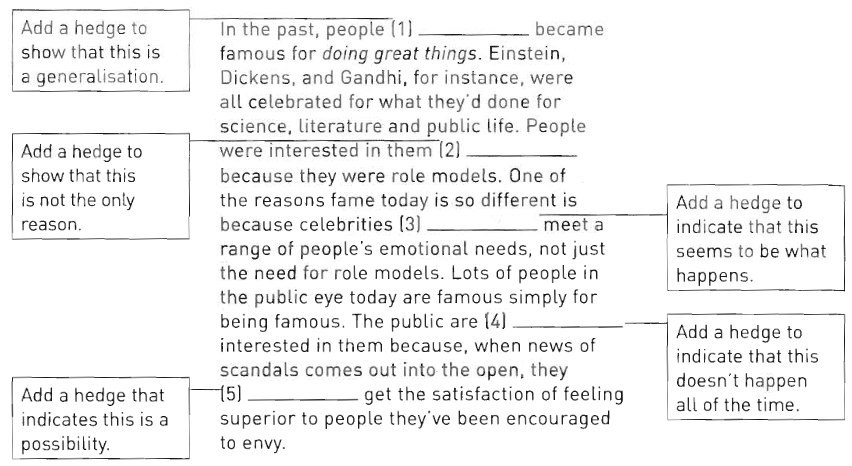 Add a hedge to
show that this is
a generalisation.
In the past, people (1) __________ became
famous for doing great things. Einstein,
Dickens, and Gandhi, for instance, were
all celebrated for what they'd done for
science, literature and public life. People
were interested in them (2) __________
because they were role models. One of
the reasons fame today is so different is
because celebrities (3) __________ meet a
range of people's emotional needs, not just
the need for role models. Lots of people in
the public eye today are famous simply for
being famous. The public are (4) __________
interested in them because, when news of
scandals comes out into the open, they
(5) __________ get the satisfaction of feeling
superior to people they've been encouraged
to envy.
Add a hedge to
show that this
is not the only
reason.
Add a hedge to
indicate that this
seems to be what
happens.
Add a hedge to
indicate that this
doesn't happen
all of the time.
Add a hedge that
indicates this is a
possibility.